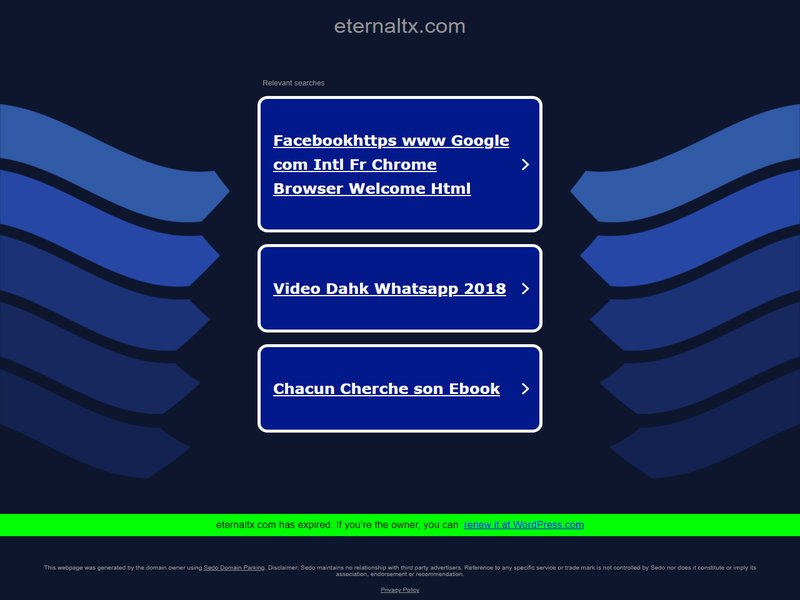 eternaltx.com
Relevant searches
Facebookhttps www Google
com Intl Fr Chrome
Browser Welcome Html
Video Dahk Whatsapp 2018
Chacun Cherche son Ebook
eternaltx.com has expired. If you're the owner, you can renew it at WordPress.com
This webpage was generated by the domain owner using Sedo Domain Parking. Disclaimer: Sedo maintains no relationship with third party advertisers. Reference to any specific service or trade mark is not controlled by Sedo nor does it constitute or imply its
association, endorsement or recommendation.
Privacy Policy